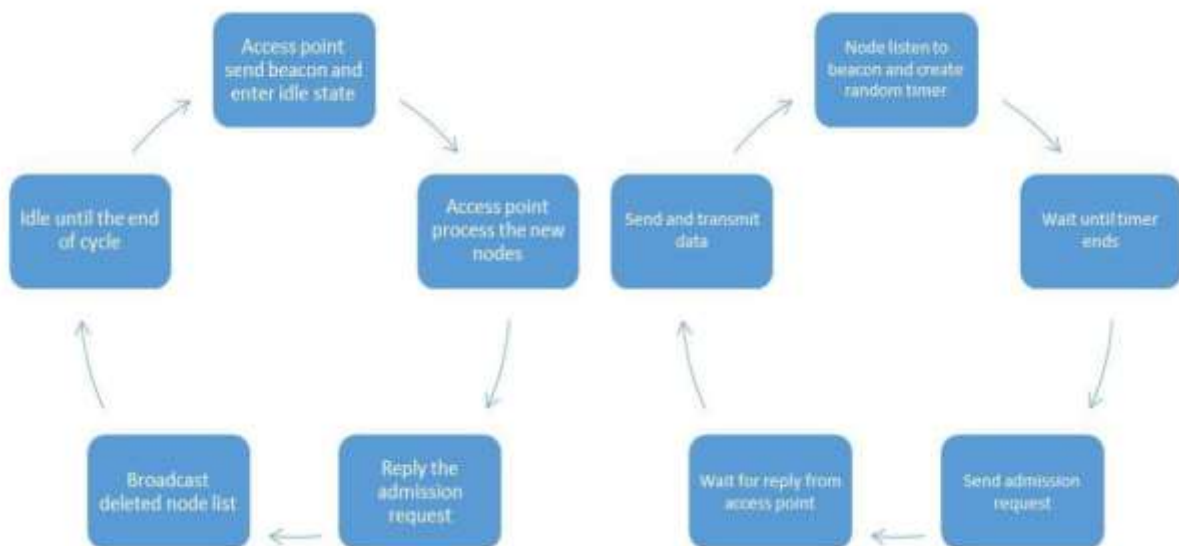 Access point
send beacon and
enter idle state
Access point
process the new
nodes
Reply the
admission
request
Broadcast
deleted node list
Idle until the end
of cycle
Node listen to
beacon and create
random timer
Wait until timer
ends
Send admission
request
Wait for reply from
access point
Send and transmit
data